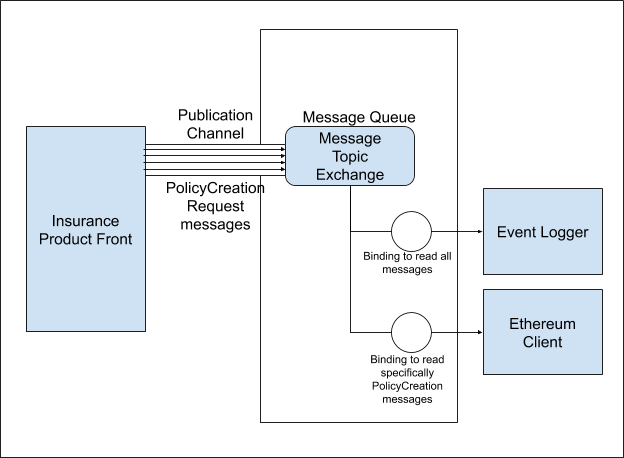 Publication
Channel
Message Queue
Message
Topic
Exchange
PolicyCreation
Request
messages
Insurance
Product Front
Binding to read all
messages
Event Logger
Binding to read
specifically
PolicyCreation
messages
Ethereum
Client